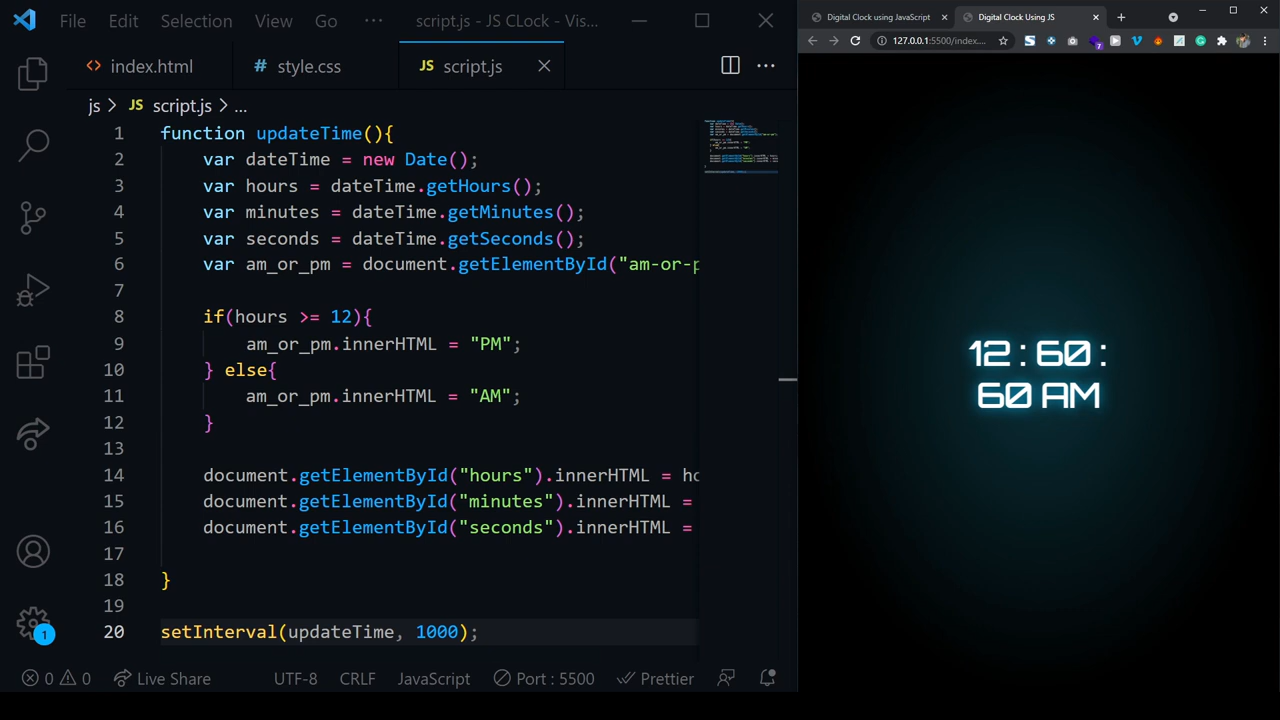 File Edit Selection View Go ··· script.js - JS CLock - Vis...
index.html
# style.css
JS script.js
js > JS script.js > ...
1 function updateTime(){
2 var dateTime = new Date();
3 var hours = dateTime.getHours();
4 var minutes = dateTime.getMinutes();
5 var seconds = dateTime.getSeconds();
6 var am_or_pm = document.getElementById("am-or-p
7
8 if(hours >= 12){
9 am_or_pm.innerHTML = "PM";
10 } else{
11 am_or_pm.innerHTML = "AM";
12 }
13
14 document.getElementById("hours").innerHTML = ho
15 document.getElementById("minutes").innerHTML =
16 document.getElementById("seconds").innerHTML =
17
18 }
19
20 setInterval(updateTime, 1000);
1
0 0 Live Share UTF-8 CRLF JavaScript Port : 5500 Prettier
Digital Clock using JavaScript
Digital Clock Using JS
127.0.0.1:5500/index....
7
12 : 60 :
60 AM